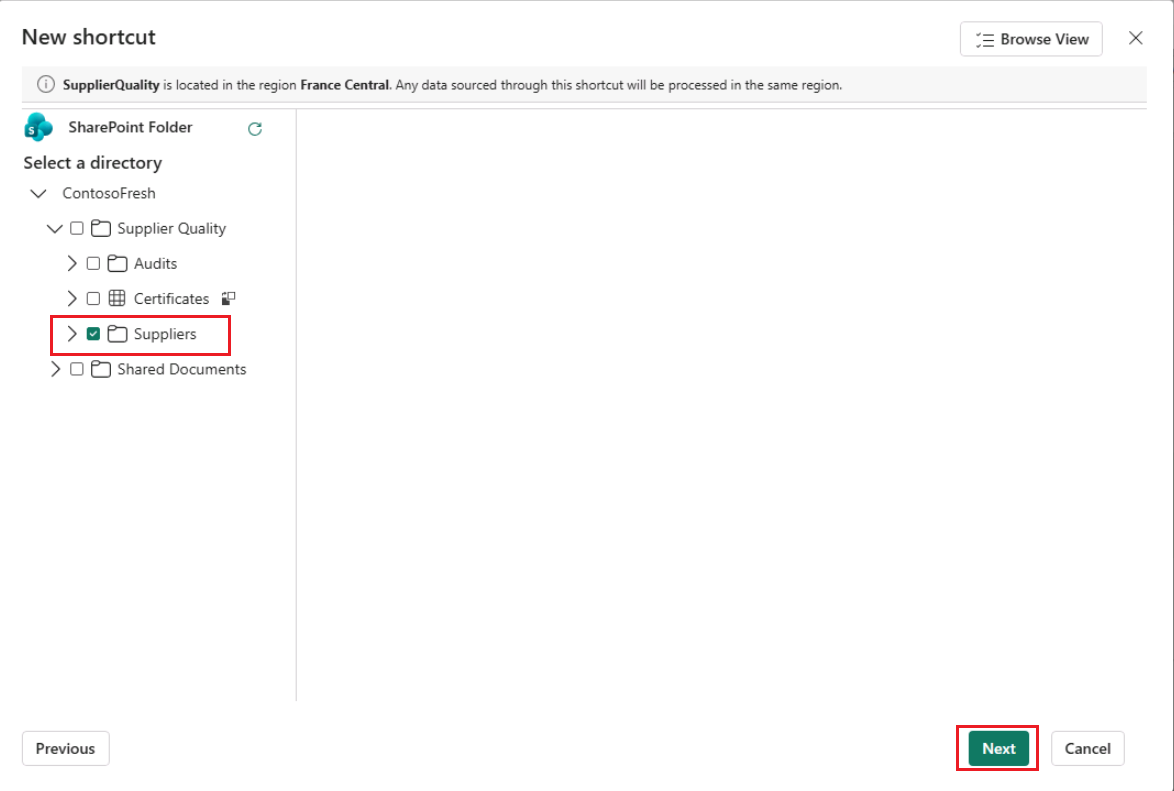 New shortcut
Browse View
SupplierQuality is located in the region France Central. Any data sourced through this shortcut will be processed in the same region.
SharePoint Folder
Select a directory
ContosoFresh
Supplier Quality
Audits
Certificates
Suppliers
Shared Documents
Previous
Next
Cancel